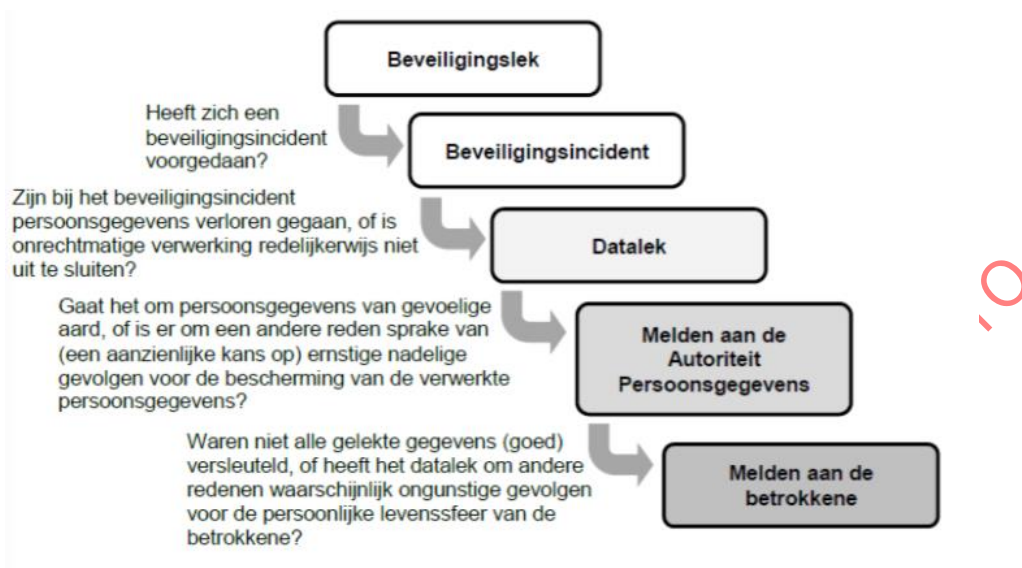 Beveiligingslek
Heeft zich een
beveiligingsincident
voorgedaan?
Beveiligingsincident
Zijn bij het beveiligingsincident
persoonsgegevens verloren gegaan, of is
onrechtmatige verwerking redelijkerwijs niet
uit te sluiten?
Datalek
Gaat het om persoonsgegevens van gevoelige
aard, of is er om een andere reden sprake van
(een aanzienlijke kans op) ernstige nadelige
gevolgen voor de bescherming van de verwerkte
persoonsgegevens?
Melden aan de
Autoriteit
Persoonsgegevens
Waren niet alle gelekte gegevens (goed)
versleuteld, of heeft het datalek om andere
redenen waarschijnlijk ongunstige gevolgen
voor de persoonlijke levenssfeer van de
betrokkene?
Melden aan de
betrokkene